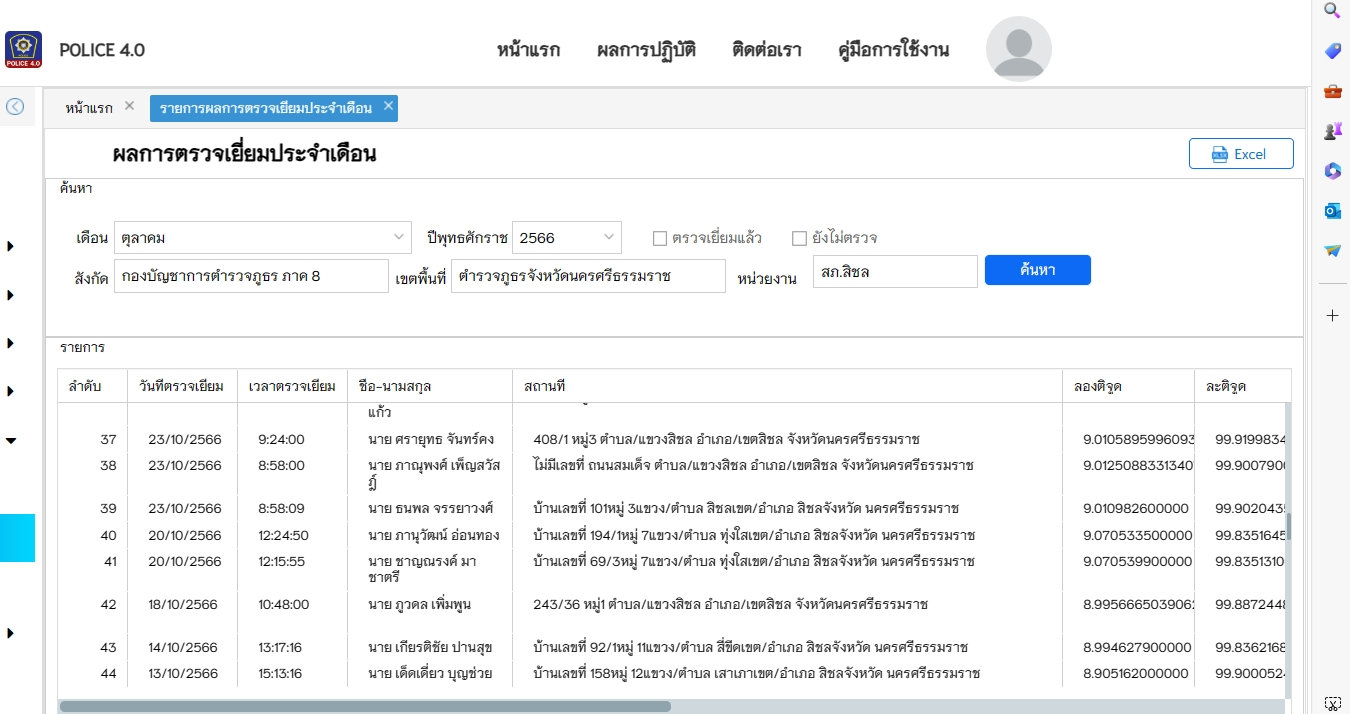 POLICE 4.0
POLICE 4.0
หน้าแรก ผลการปฏิบัติ ติดต่อเรา คู่มือการใช้งาน
หน้าแรก × รายการผลการตรวจเยี่ยมประจำเดือน ×
ผลการตรวจเยี่ยมประจำเดือน
Excel
ค้นหา
เดือน ตุลาคม ปีพุทธศักราช 2566 ตรวจเยี่ยมแล้ว ยังไม่ตรวจ
สังกัด กองบัญชาการตำรวจภูธร ภาค 8 เขตพื้นที่ ตำรวจภูธรจังหวัดนครศรีธรรมราช หน่วยงาน สภ.สิชล ค้นหา
รายการ
ลำดับ วันที่ตรวจเยี่ยม เวลาตรวจเยี่ยม ชื่อ-นามสกุล สถานที่ ลองติจูด ละติจูด
แก้ว
37 23/10/2566 9:24:00 นาย ศรายุทธ จันทร์คง 408/1 หมู่3 ตำบล/แขวงสิชล อำเภอ/เขตสิชล จังหวัดนครศรีธรรมราช 9.0105895996093 99.9199834
38 23/10/2566 8:58:00 นาย ภาณุพงศ์ เพ็ญสวัส ไม่มีเลขที่ ถนนสมเด็จ ตำบล/แขวงสิชล อำเภอ/เขตสิชล จังหวัดนครศรีธรรมราช 9.0125088331340 99.9007900
ฎ์
39 23/10/2566 8:58:09 นาย ธนพล จรรยาวงศ์ บ้านเลขที่ 101หมู่ 3แขวง/ตำบล สิชลเขต/อำเภอ สิชลจังหวัด นครศรีธรรมราช 9.010982600000 99.902043
40 20/10/2566 12:24:50 นาย ภานุวัฒน์ อ่อนทอง บ้านเลขที่ 194/1หมู่ 7แขวง/ตำบล ทุ่งใสเขต/อำเภอ สิชลจังหวัด นครศรีธรรมราช 9.070533500000 99.8351645
41 20/10/2566 12:15:55 นาย ชาญณรงค์ มา บ้านเลขที่ 69/3หมู่ 7แขวง/ตำบล ทุ่งใสเขต/อำเภอ สิชลจังหวัด นครศรีธรรมราช 9.070539900000 99.8351310
ชาตรี
42 18/10/2566 10:48:00 นาย ภูวดล เพิ่มพูน 243/36 หมู่1 ตำบล/แขวงสิชล อำเภอ/เขตสิชล จังหวัดนครศรีธรรมราช 8.9956665039062 99.8872448
43 14/10/2566 13:17:16 นาย เกียรติชัย ปานสุข บ้านเลขที่ 92/1หมู่ 11แขวง/ตำบล สี่ขีดเขต/อำเภอ สิชลจังหวัด นครศรีธรรมราช 8.994627900000 99.8362168
44 13/10/2566 15:13:16 นาย เด็ดเดี่ยว บุญช่วย บ้านเลขที่ 158หมู่ 12แขวง/ตำบล เสาเภาเขต/อำเภอ สิชลจังหวัด นครศรีธรรมราช 8.905162000000 99.900052